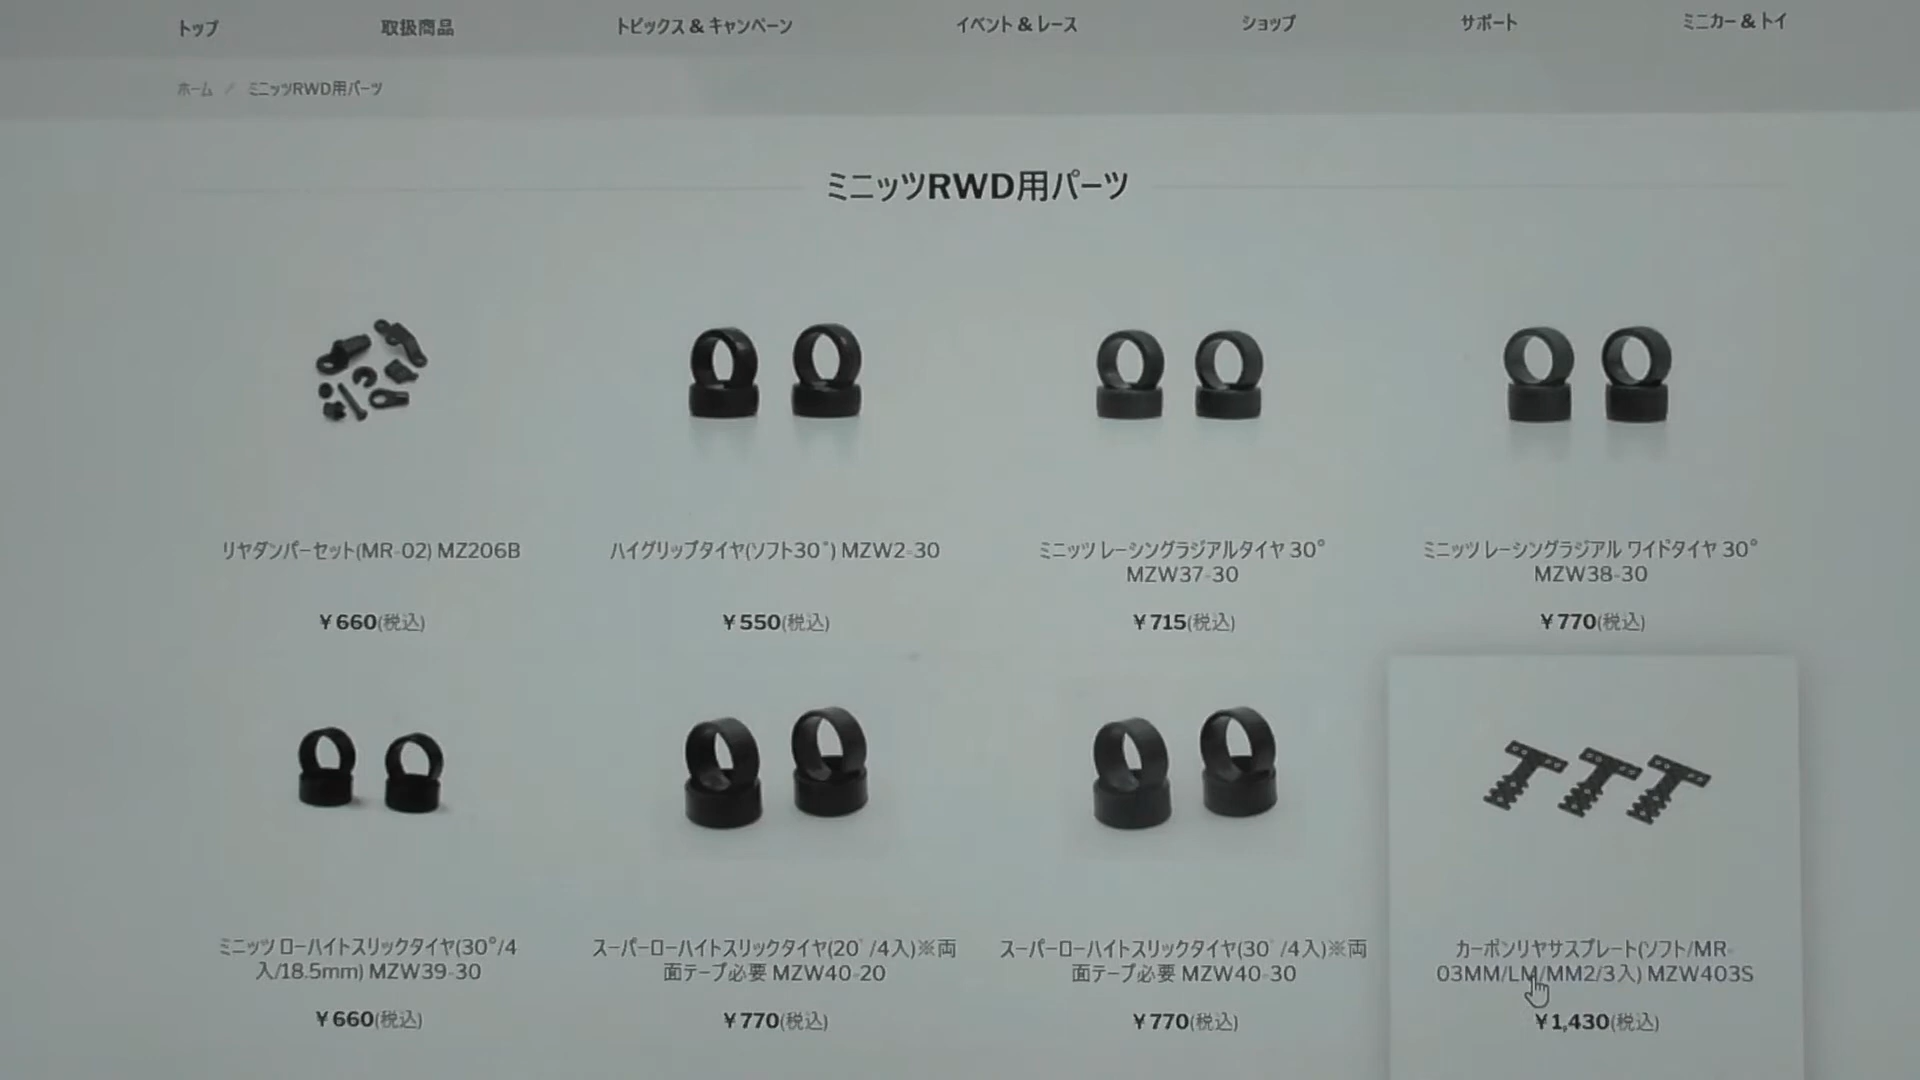 トップ
取扱商品
トピックス & キャンペーン
イベント & レース
ショップ
サポート
ミニカー & トイ
ホーム / ミニッツRWD用パーツ
ミニッツRWD用パーツ
リヤダンパーセット(MR-02) MZ206B
¥660(税込)
ハイグリップタイヤ(ソフト30°) MZW2-30
¥550(税込)
ミニッツ レーシングラジアルタイヤ 30°
MZW37-30
¥715(税込)
ミニッツ レーシングラジアル ワイドタイヤ 30°
MZW38-30
¥770(税込)
ミニッツ ローハイトスリックタイヤ(30°/4
入/18.5mm) MZW39-30
¥660(税込)
スーパーローハイトスリックタイヤ(20゜/4入)※両
面テープ必要 MZW40-20
¥770(税込)
スーパーローハイトスリックタイヤ(30゜/4入)※両
面テープ必要 MZW40-30
¥770(税込)
カーボンリヤサスプレート(ソフト/MR-
03MM/LM/MM2/3入) MZW403S
¥1,430(税込)